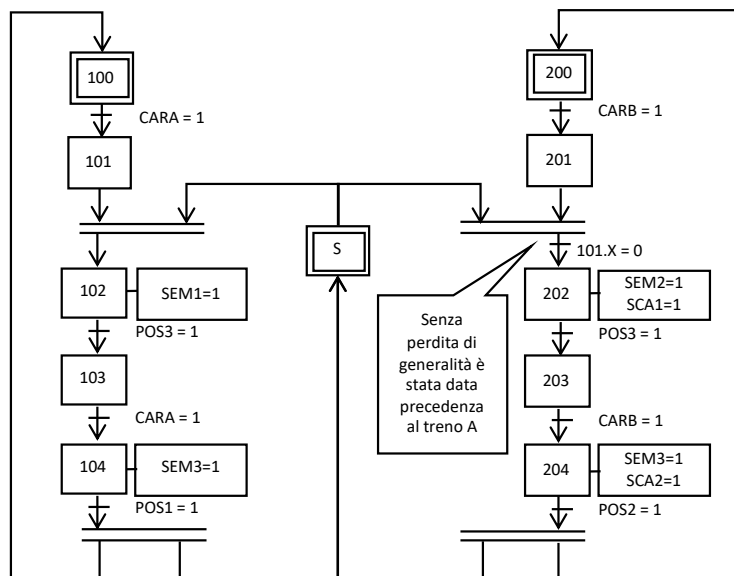 100
CARA = 1
101
102
SEM1=1
POS3 = 1
103
CARA = 1
104
SEM3=1
POS1 = 1
S
200
CARB = 1
201
101.X = 0
202
SEM2=1
SCA1=1
POS3 = 1
203
CARB = 1
204
SEM3=1
SCA2=1
POS2 = 1
Senza
perdita di
generalità è
stata data
precedenza
al treno A